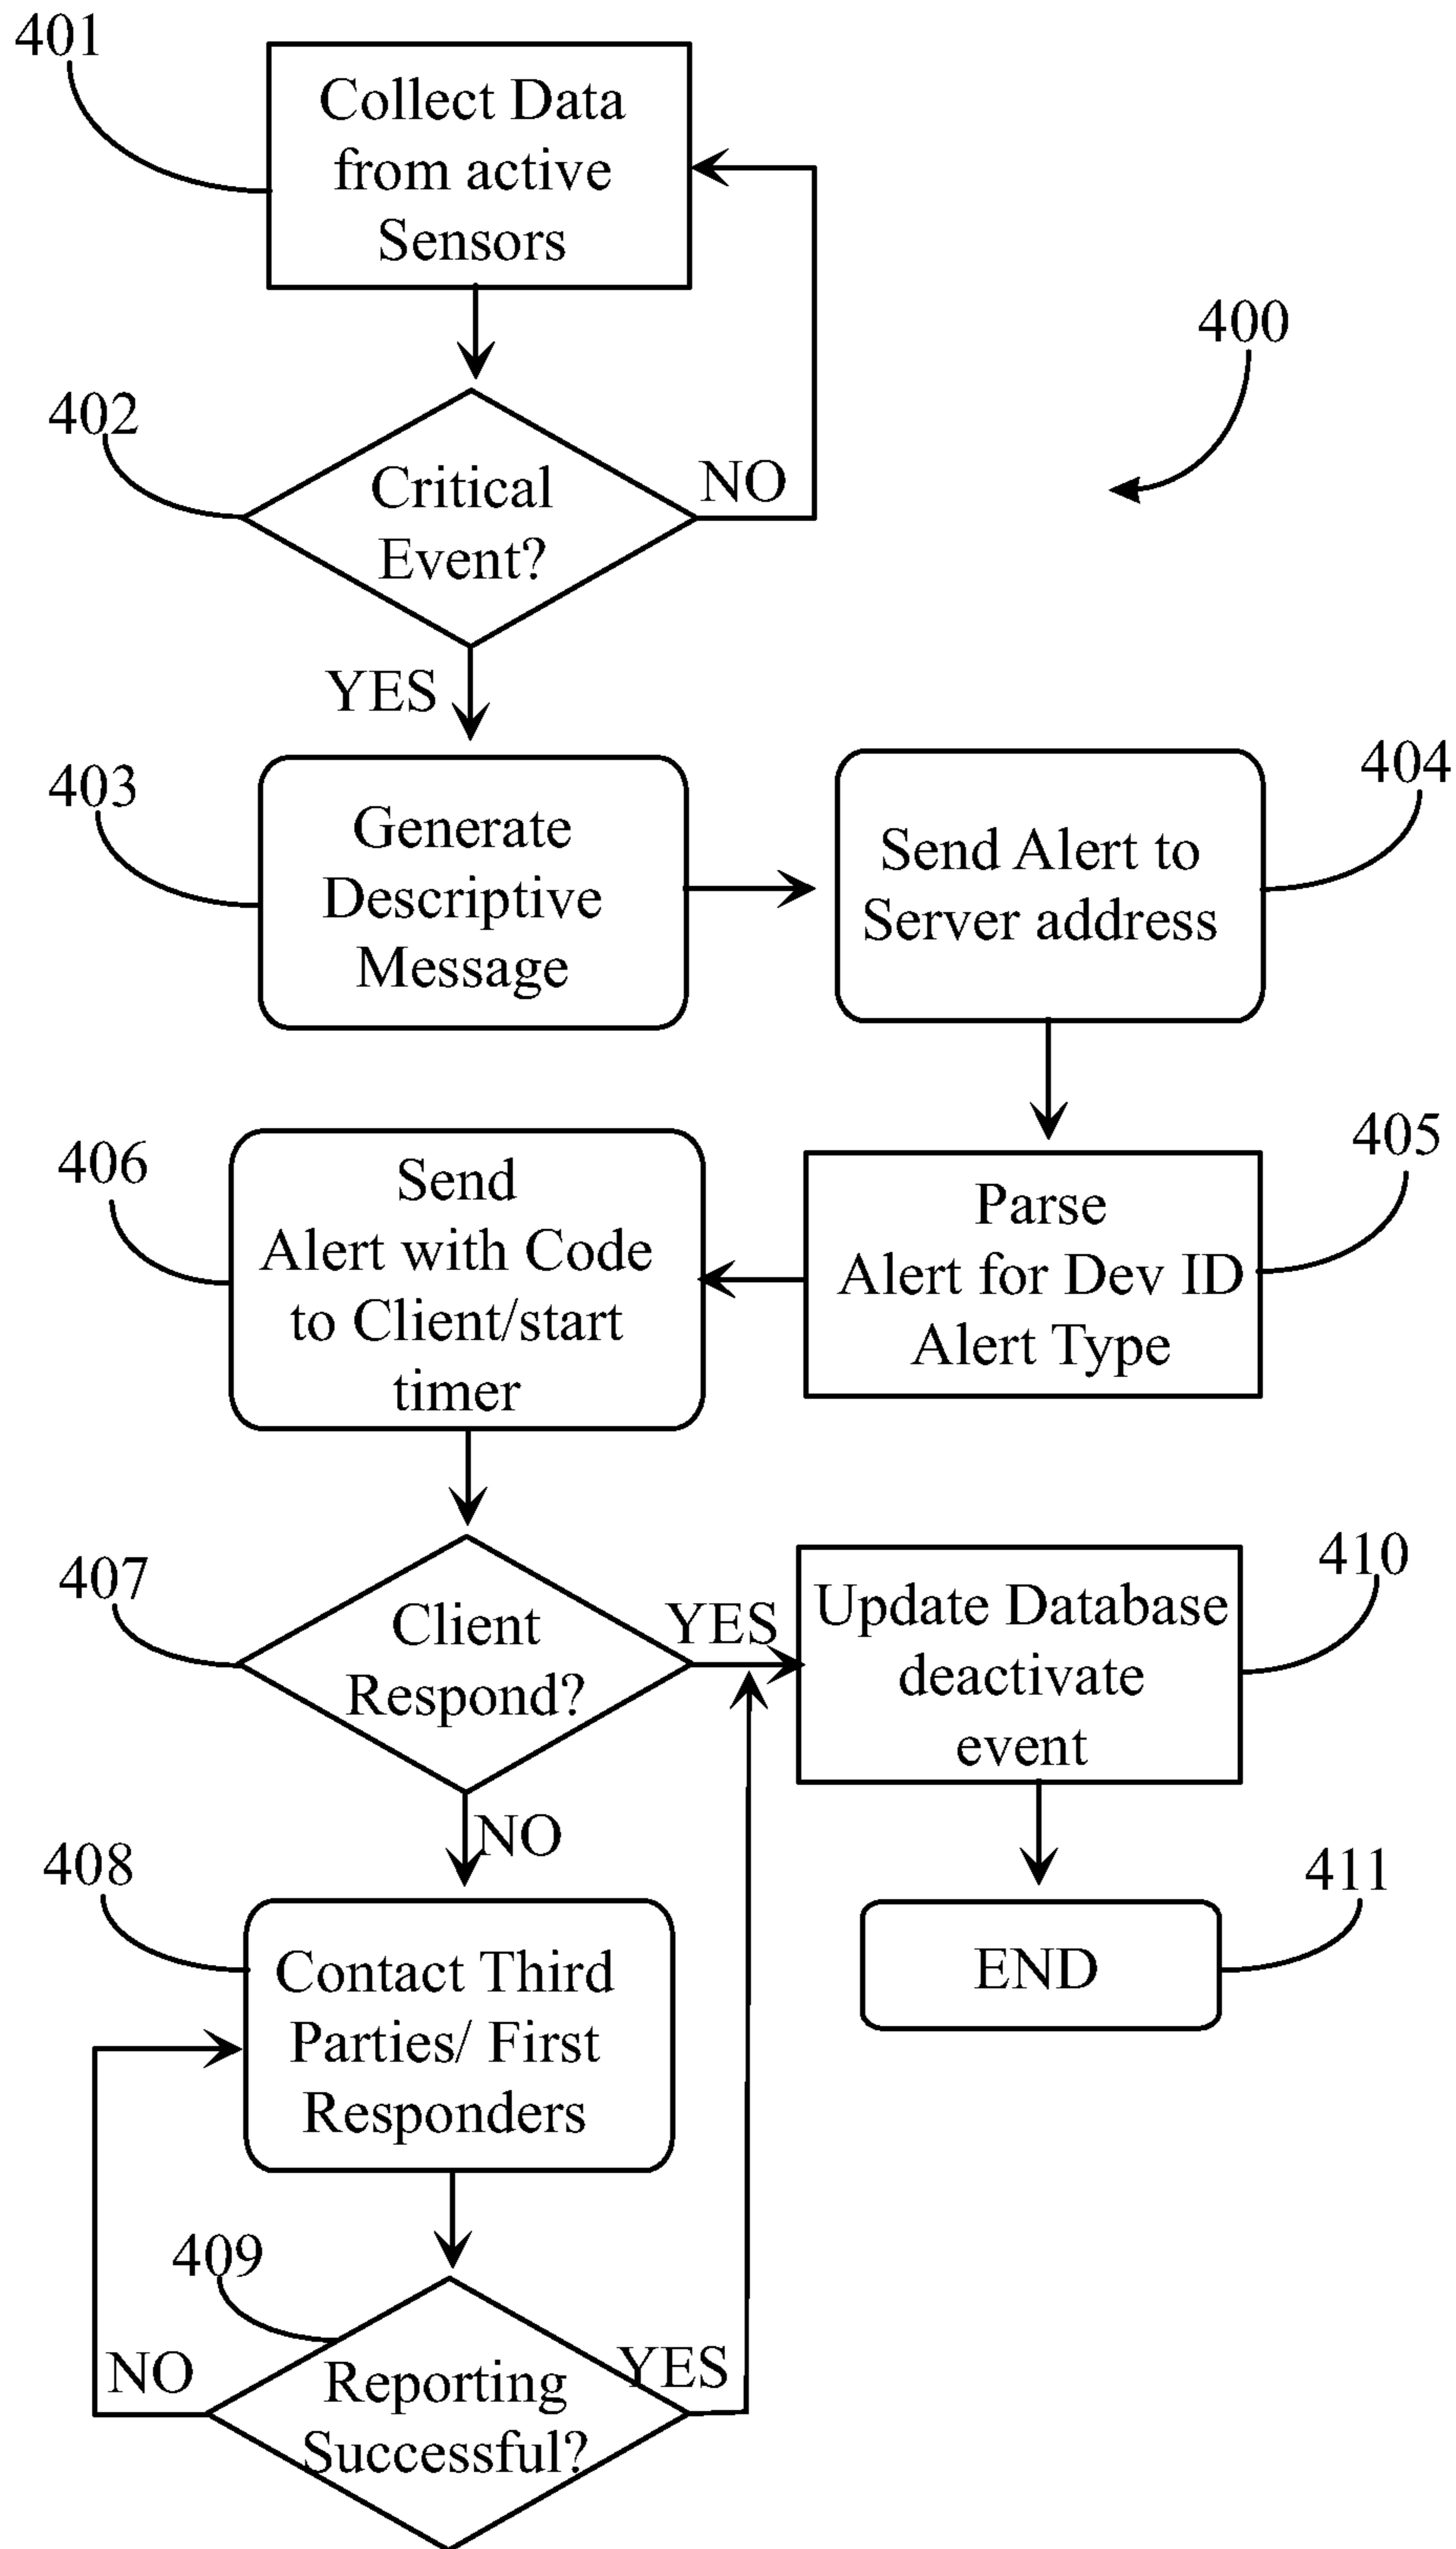 401
Collect Data
from active
Sensors
400
402
Critical
Event?
NO
YES
403
Generate
Descriptive
Message
404
Send Alert to
Server address
405
Parse
Alert for Dev ID
Alert Type
406
Send
Alert with Code
to Client/start
timer
407
Client
Respond?
YES
NO
410
Update Database
deactivate
event
408
Contact Third
Parties/ First
Responders
411
END
409
Reporting
Successful?
NO
YES